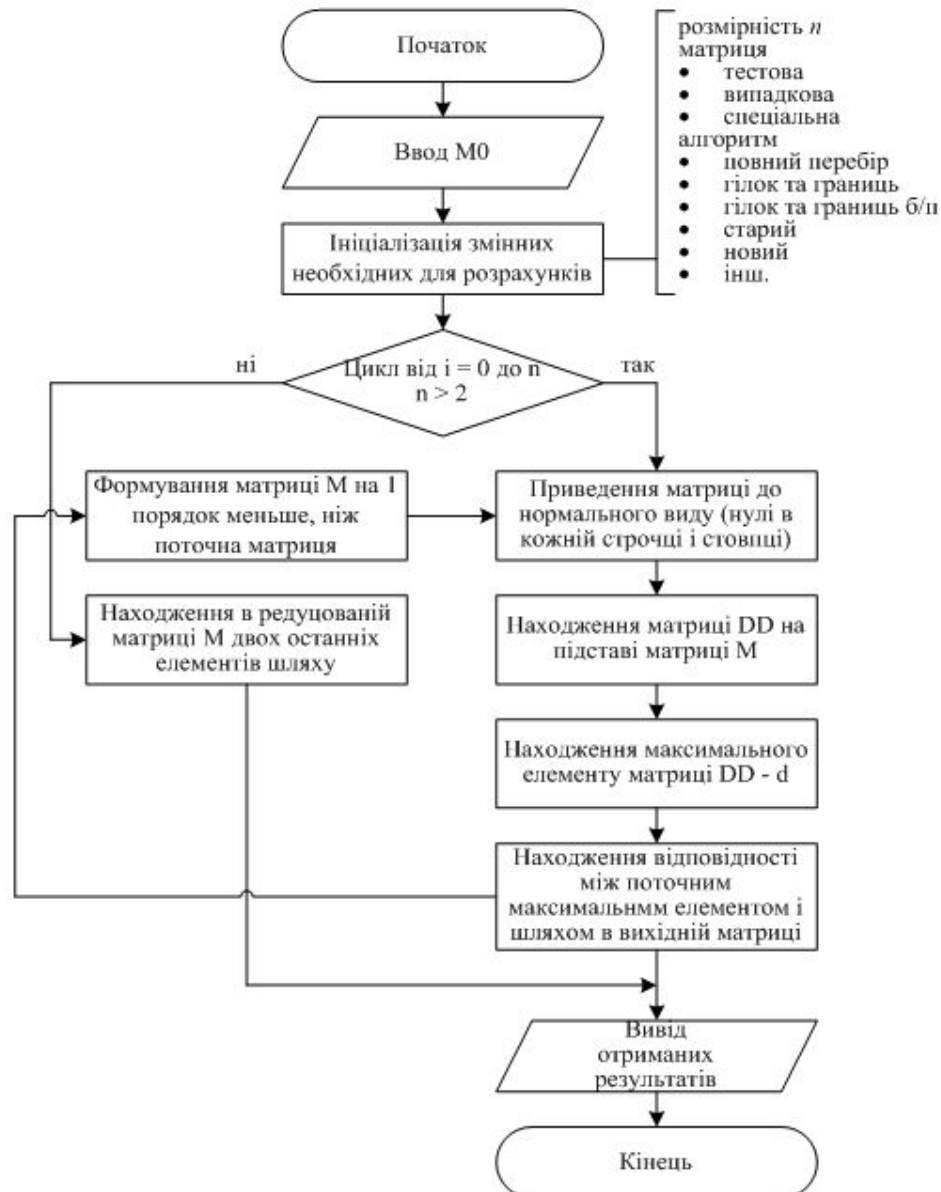 Початок
розмірність n
матриця
• тестова
• випадкова
• спеціальна
алгоритм
• повний перебір
• гілок та границь
• гілок та границь б/п
• старий
• новий
• інш.
Ввод М0
Ініціалізація змінних
необхідних для розрахунків
ні
Цикл від i = 0 до n
n > 2
так
Формування матриці М на 1
порядок меньше, ніж
поточна матриця
Приведення матриці до
нормального виду (нулі в
кожній строчці і стовпці)
Находження в редуцованій
матриці М двох останніх
елементів шляху
Находження матриці DD на
підставі матриці М
Находження максимального
елементу матриці DD - d
Находження відповідності
між поточним
максимальнмм елементом і
шляхом в вихідній матриці
Вивід
отриманих
результатів
Кінець